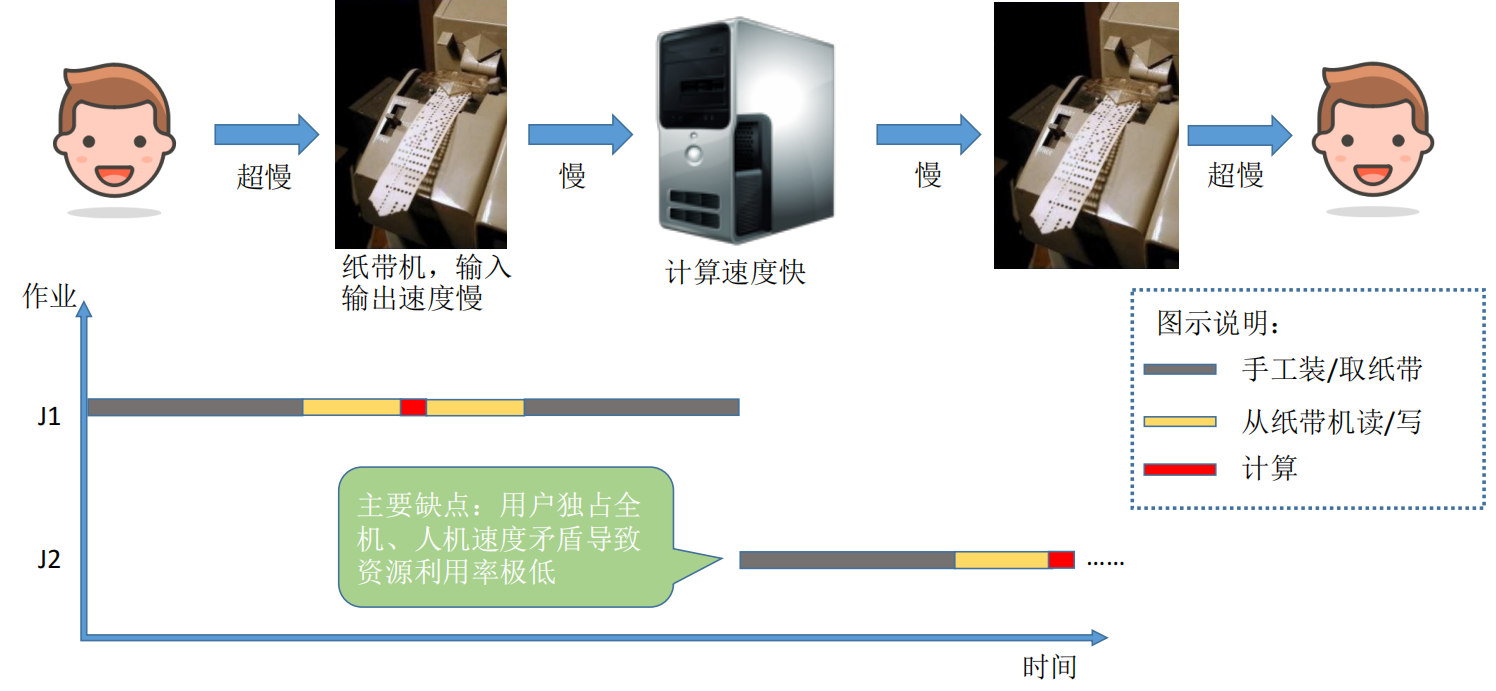 超慢
慢
慢
超慢
纸带机，输入
输出速度慢
计算速度快
作业
图示说明：
手工装/取纸带
从纸带机读/写
计算
J1
主要缺点：用户独占全
机、人机速度矛盾导致
资源利用率极低
J2
……
时间